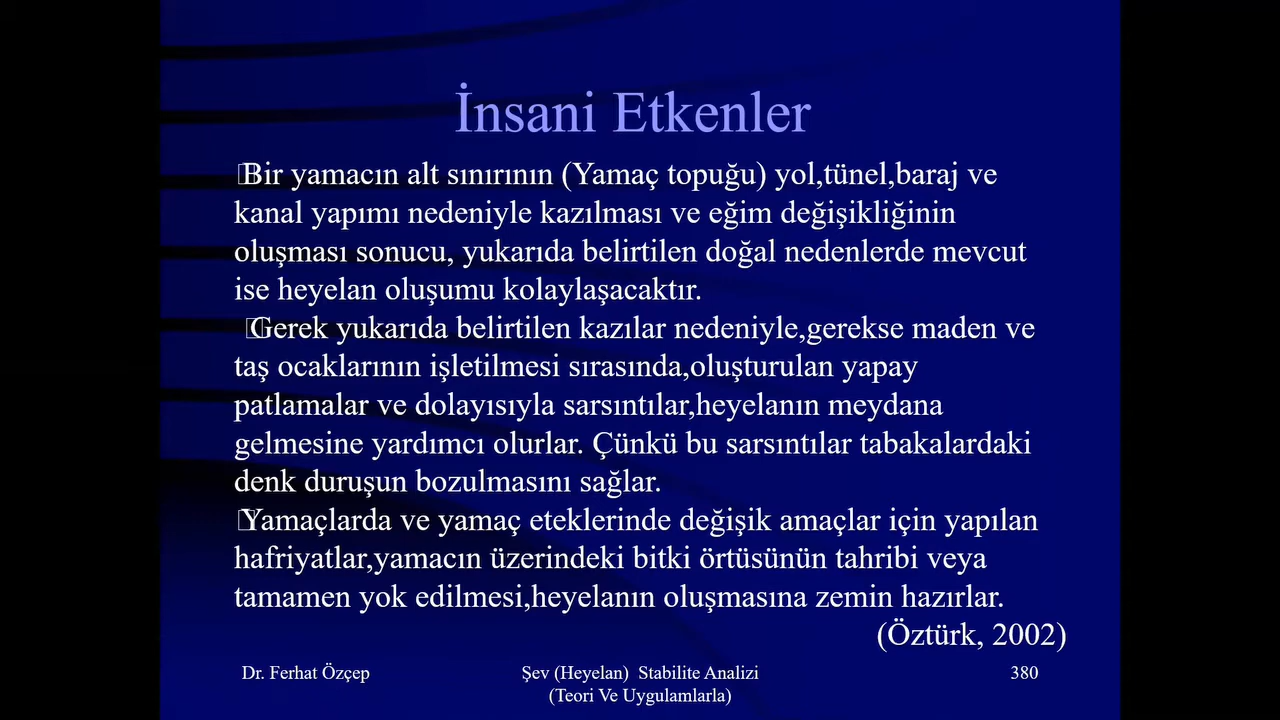 İnsani Etkenler
Bir yamacın alt sınırının (Yamaç topuğu) yol,tünel,baraj ve
kanal yapımı nedeniyle kazılması ve eğim değişikliğinin
oluşması sonucu, yukarıda belirtilen doğal nedenlerde mevcut
ise heyelan oluşumu kolaylaşacaktır.
Gerek yukarıda belirtilen kazılar nedeniyle,gerekse maden ve
taş ocaklarının işletilmesi sırasında,oluşturulan yapay
patlamalar ve dolayısıyla sarsıntılar,heyelanın meydana
gelmesine yardımcı olurlar. Çünkü bu sarsıntılar tabakalardaki
denk duruşun bozulmasını sağlar.
Yamaçlarda ve yamaç eteklerinde değişik amaçlar için yapılan
hafriyatlar,yamacın üzerindeki bitki örtüsünün tahribi veya
tamamen yok edilmesi,heyelanın oluşmasına zemin hazırlar.
(Öztürk, 2002)
Dr. Ferhat Özçep
Şev (Heyelan) Stabilite Analizi
(Teori Ve Uygulamlarla)
380